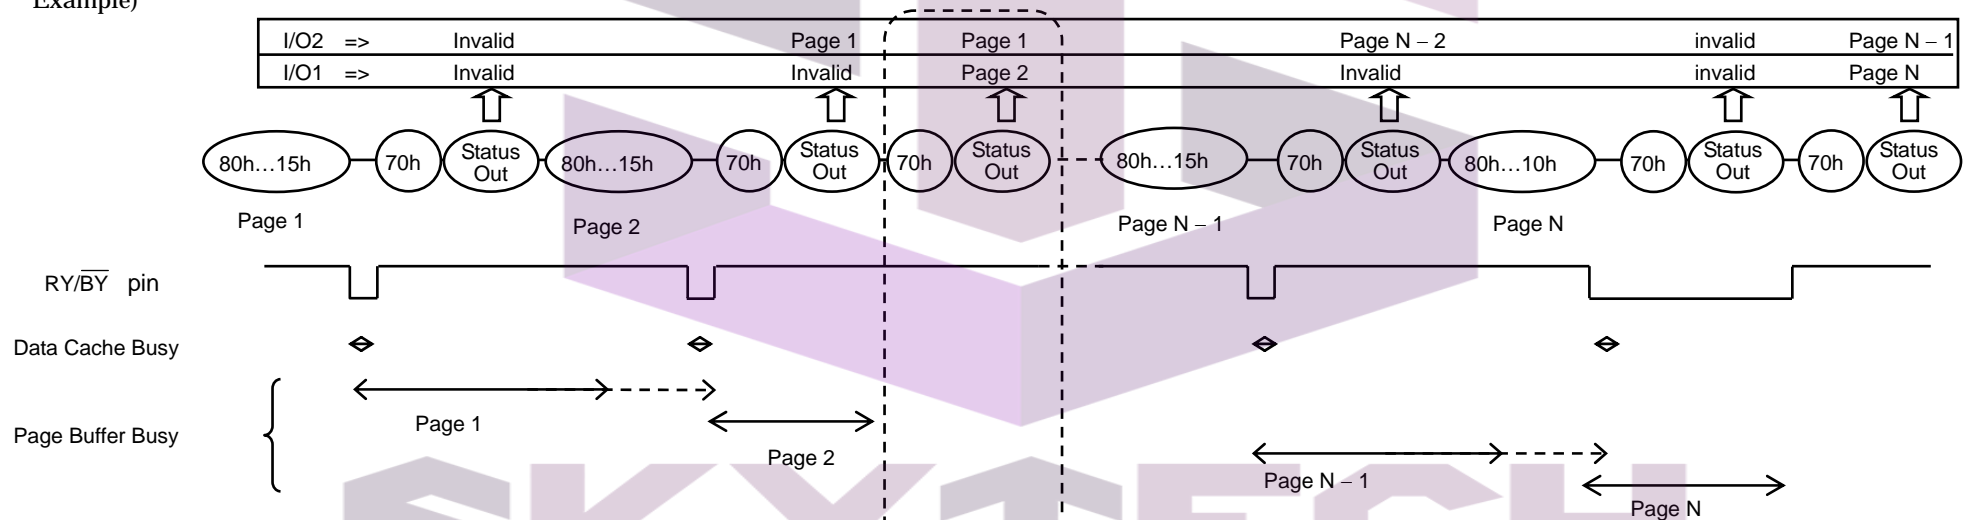 Example)
I/O2 => Invalid Page 1 Page 1 Page N – 2 invalid Page N – 1
I/O1 => Invalid Invalid Page 2 Invalid invalid Page N
80h…15h 70h Status Out 80h…15h 70h Status Out 70h Status Out 80h…15h 70h Status Out 80h…10h 70h Status Out 70h Status Out
Page 1 Page 2 Page N – 1 Page N
RY/B̅Y̅ pin
Data Cache Busy
Page 1
Page Buffer Busy
Page 2
Page N – 1
Page N
SKYTECH